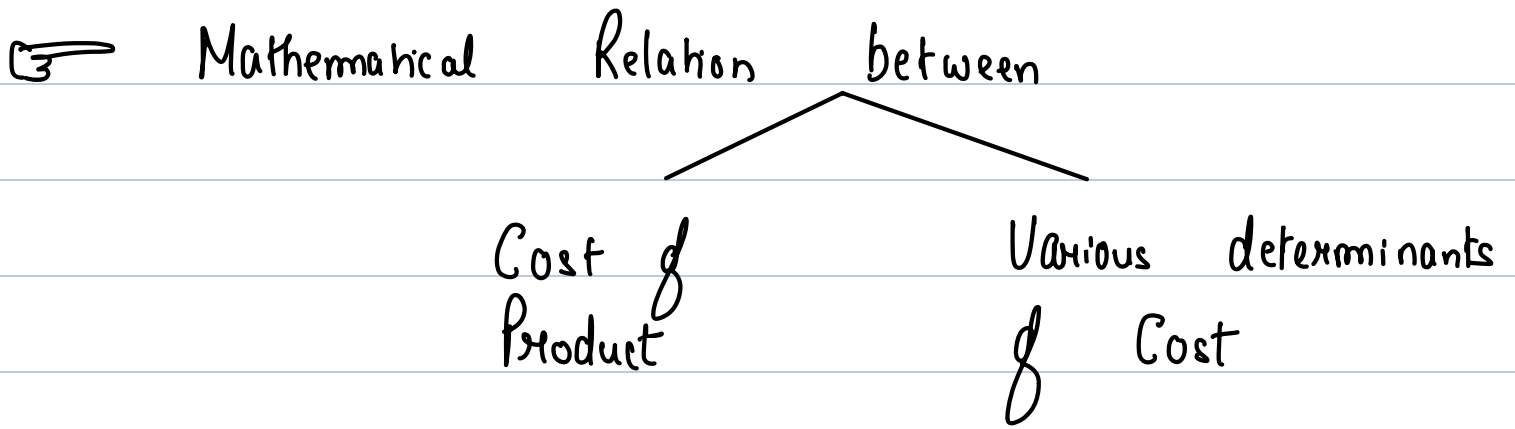 Mathematical Relation between
Cost of Various determinants
Product of Cost